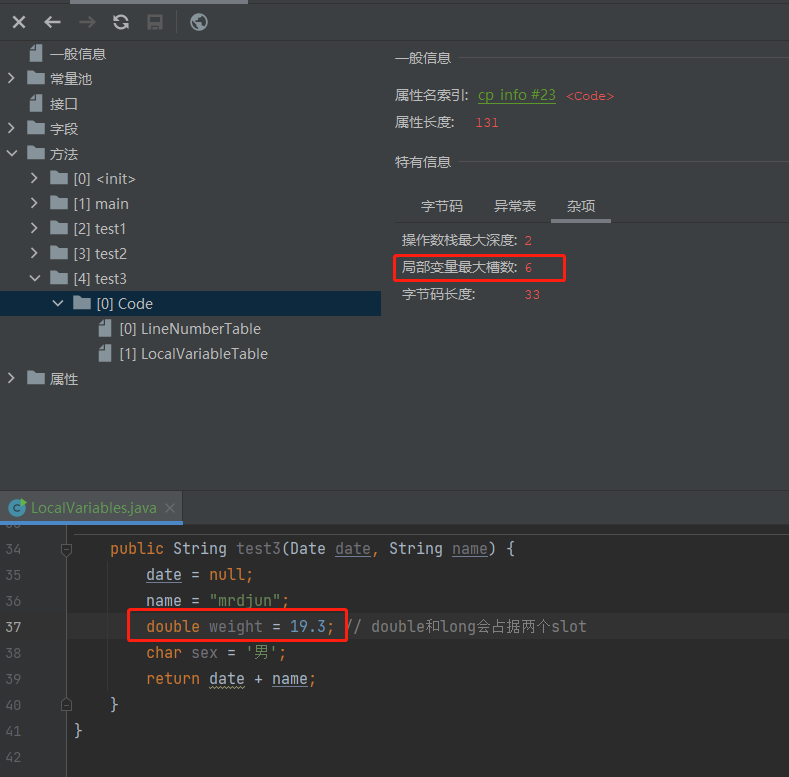 一般信息
常量池
接口
字段
方法
[0] <init>
[1] main
[2] test1
[3] test2
[4] test3
[0] Code
[0] LineNumberTable
[1] LocalVariableTable
属性
一般信息
属性名索引: cp_info #23 <Code>
属性长度: 131
特有信息
字节码 异常表 杂项
操作数栈最大深度: 2
局部变量最大槽数: 6
字节码长度: 33
LocalVariables.java
34 public String test3(Date date, String name) {
35 date = null;
36 name = "mrdjun";
37 double weight = 19.3; // double和long会占据两个slot
38 char sex = '男';
39 return date + name;
40 }
41 }
42